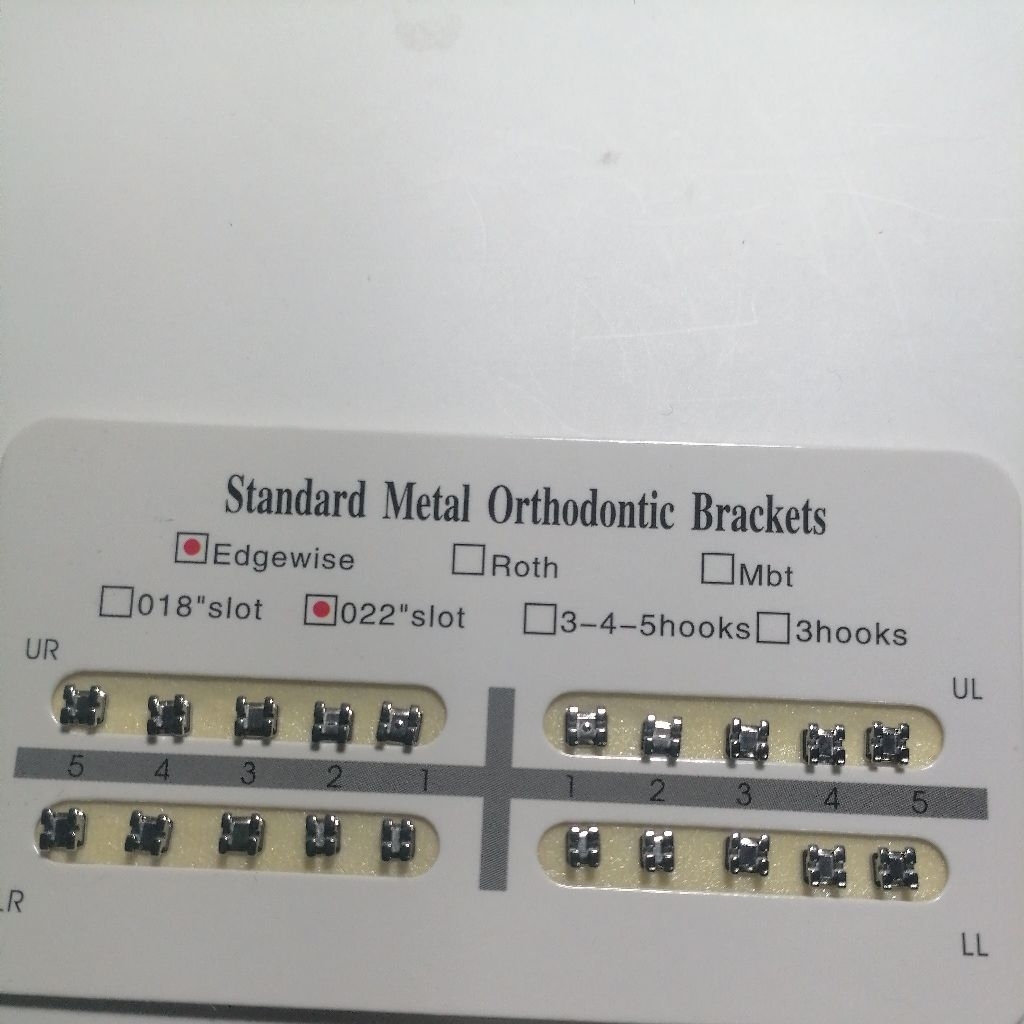 Standard Metal Orthodontic Brackets
Edgewise Roth Mbt
018"slot 022"slot 3-4-5hooks 3hooks
UR UL
5 4 3 2 1 1 2 3 4 5
LR LL